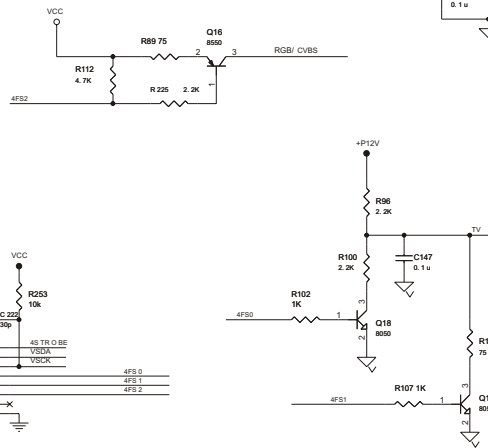 0. 1 u
VCC
Q16
8550
R89 75
2
3
RGB/ CVBS
R112
4. 7K
1
R 225
2. 2K
4FS2
+P12V
R96
2. 2K
TV
R100
2. 2K
C147
0. 1 u
VCC
R253
10k
C 222
30p
R102
1K
3
4FS0
1
Q18
8050
2
4S TR O BE
VSDA
VSCK
75
4FS 0
4FS 1
4FS 2
R107 1K
3
4FS1
1
2